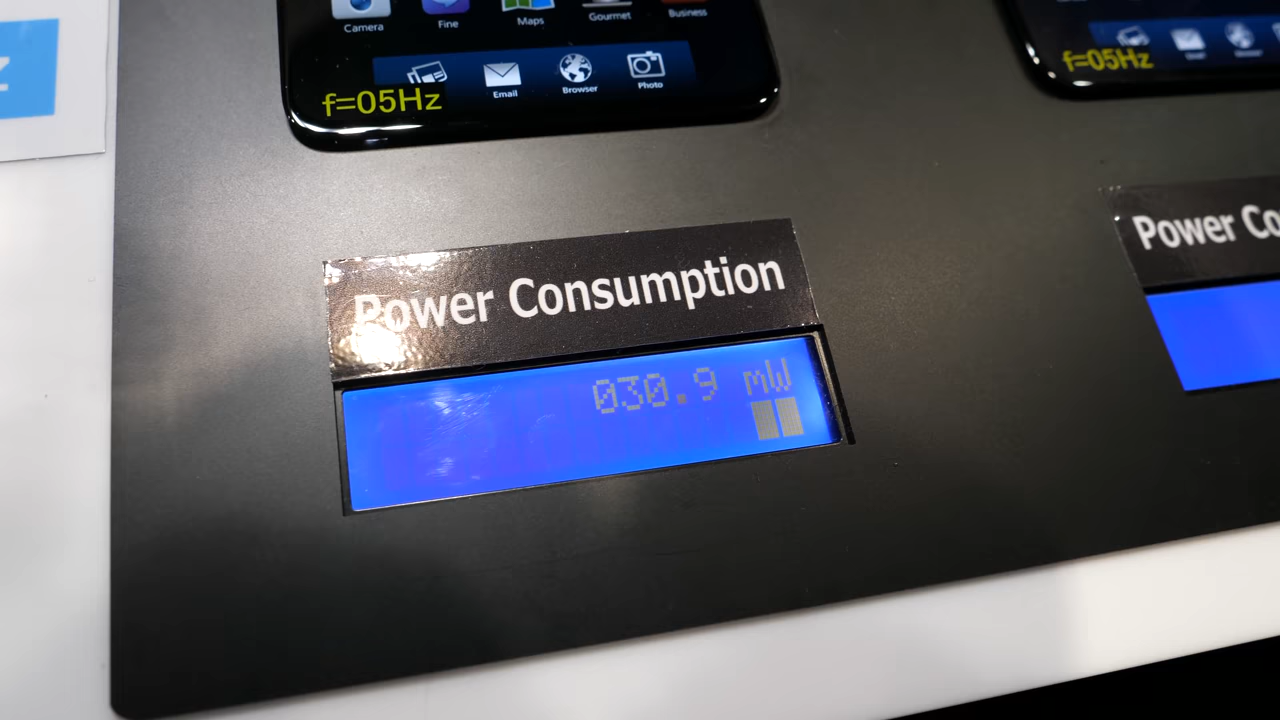 Camera
Fine
Maps
Gourmet
Business
Email
Browser
Photo
f=05Hz
f=05Hz
Power Consumption
030.9 mW
Power Co